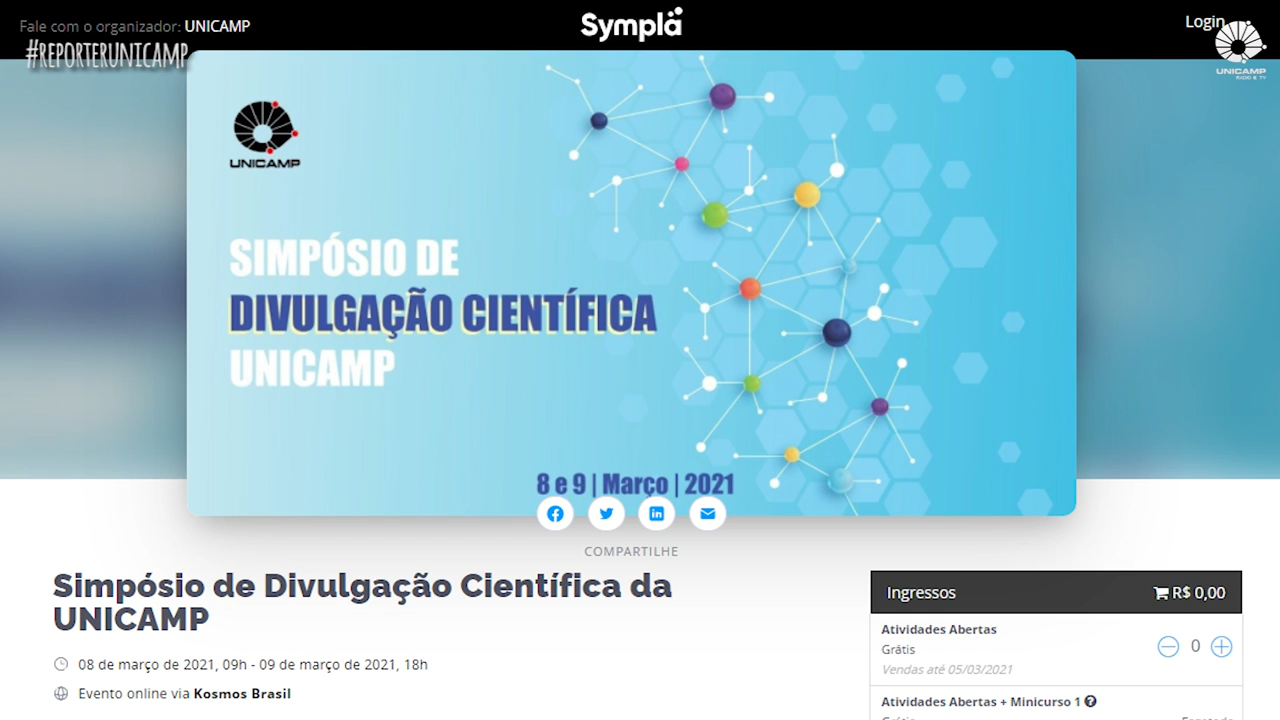 Fale com o organizador: UNICAMP
Sympla
Login
#REPORTERUNICAMP
UNICAMP
RÁDIO E TV
UNICAMP
SIMPÓSIO DE
DIVULGAÇÃO CIENTÍFICA
UNICAMP
8 e 9 | Março | 2021
COMPARTILHE
Simpósio de Divulgação Científica da
UNICAMP
08 de março de 2021, 09h - 09 de março de 2021, 18h
Evento online via Kosmos Brasil
Ingressos
R$ 0,00
Atividades Abertas
Grátis
0
Vendas até 05/03/2021
Atividades Abertas + Minicurso 1